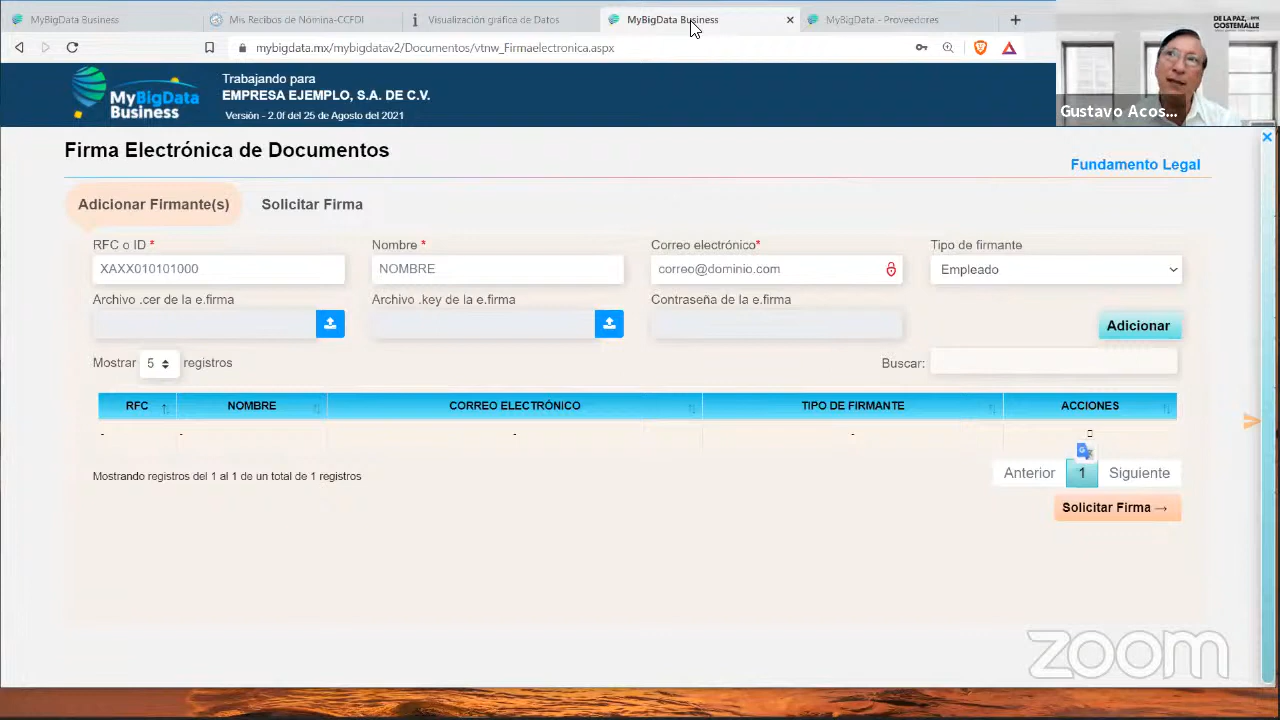 MyBigData Business
Mis Recibos de Nómina-CCFDI
Visualización gráfica de Datos
MyBigData Business
MyBigData - Proveedores
mybigdata.mx/mybigdatav2/Documentos/vtnw_Firmaelectronica.aspx
DE LA PAZ,
COSTEMALLE
MyBigData
Business
Trabajando para
EMPRESA EJEMPLO, S.A. DE C.V.
Versión - 2.0f del 25 de Agosto del 2021
Gustavo Acos...
Firma Electrónica de Documentos
Fundamento Legal
Adicionar Firmante(s)
Solicitar Firma
RFC o ID *
Nombre *
Correo electrónico*
Tipo de firmante
XAXX010101000
NOMBRE
correo@dominio.com
Empleado
Archivo .cer de la e.firma
Archivo .key de la e.firma
Contraseña de la e.firma
Adicionar
Mostrar 5 registros
Buscar:
RFC
NOMBRE
CORREO ELECTRÓNICO
TIPO DE FIRMANTE
ACCIONES
- - - -
Mostrando registros del 1 al 1 de un total de 1 registros
Anterior 1 Siguiente
Solicitar Firma →
zoom